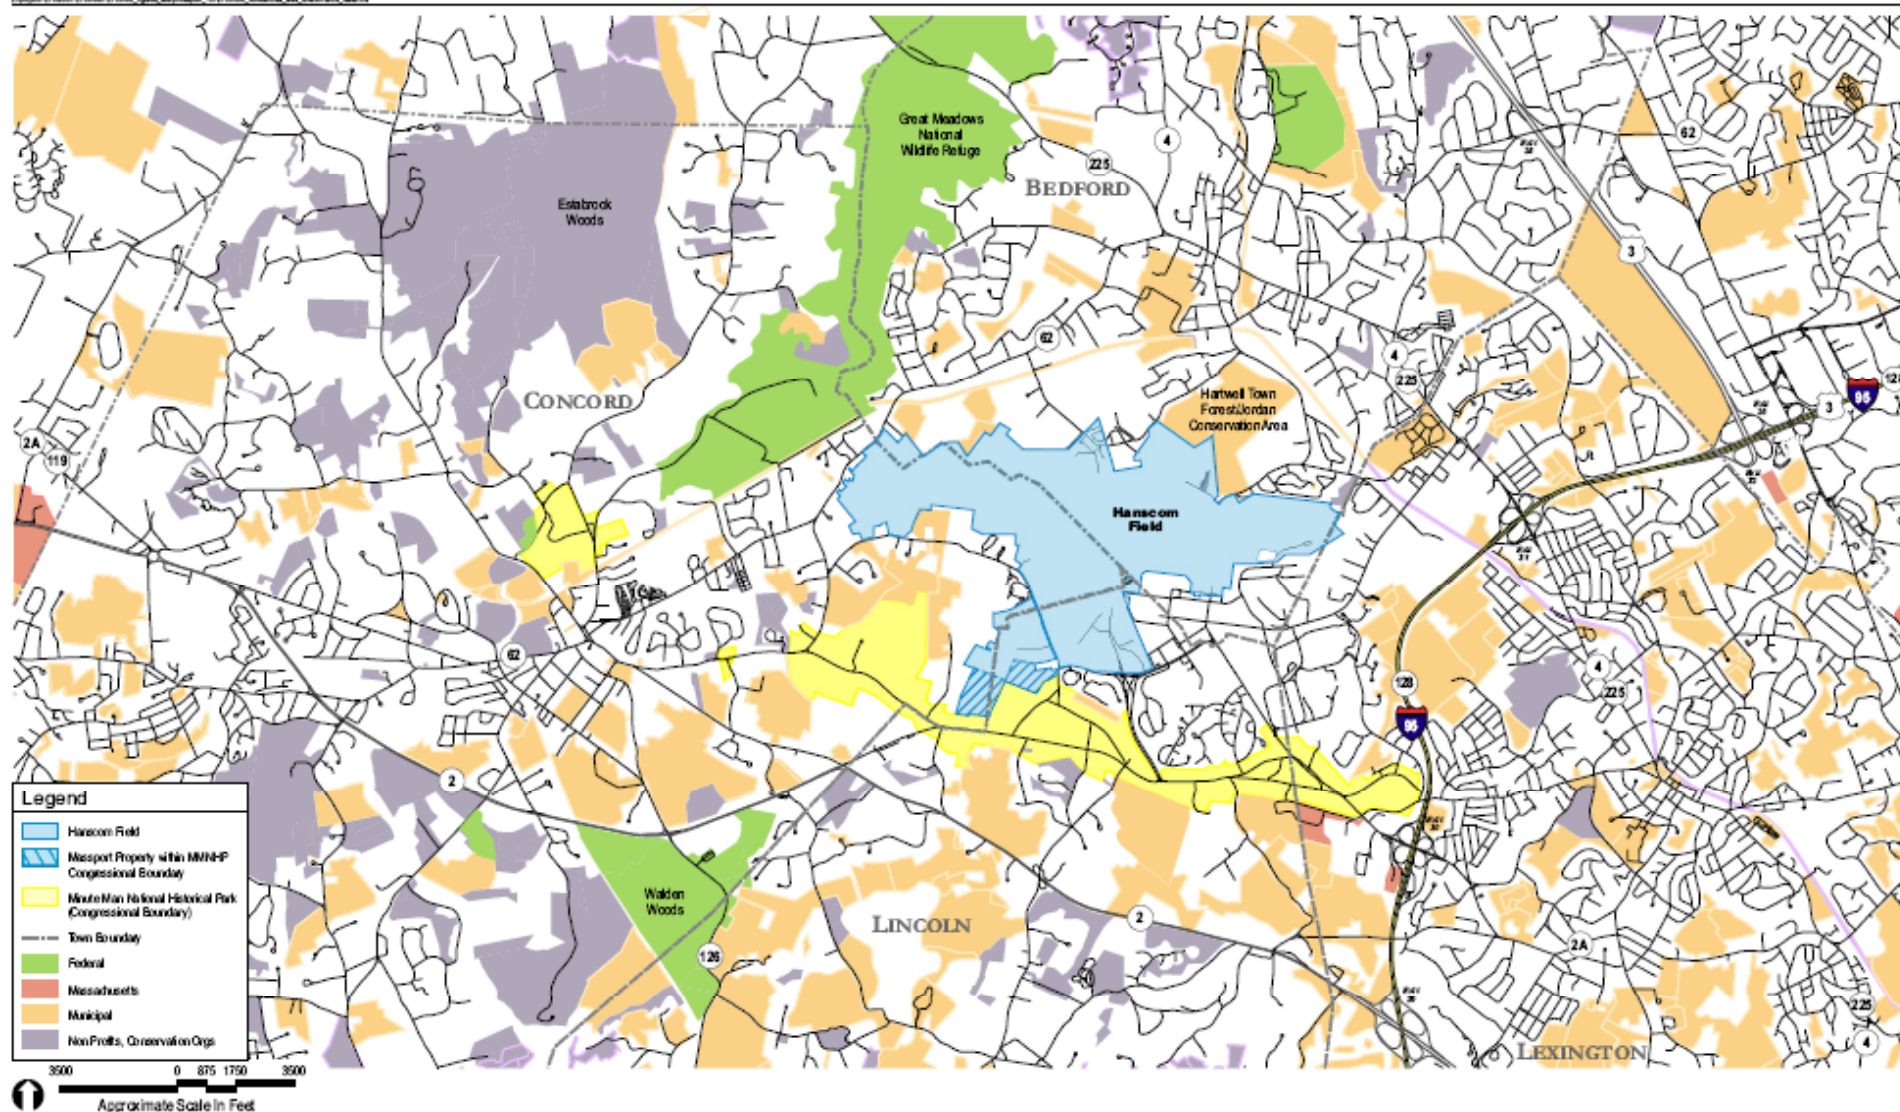 Great Meadows
National
Wildlife Refuge
4
225
62
BEDFORD
Estabrook
Woods
3
62
4
225
Hartwell Town
Forest/Jordan
Conservation Area
95
3
CONCORD
2A
119
Hanscom
Field
62
4
225
128
95
2
Walden
Woods
126
LINCOLN
2
2A
225
4
LEXINGTON
Legend
Hanscom Field
Massport Property within MMNHP
Congressional Boundary
Minute Man National Historical Park
(Congressional Boundary)
Town Boundary
Federal
Massachusetts
Municipal
Non Profits, Conservation Orgs
3500 0 875 1750 3500
Approximate Scale In Feet